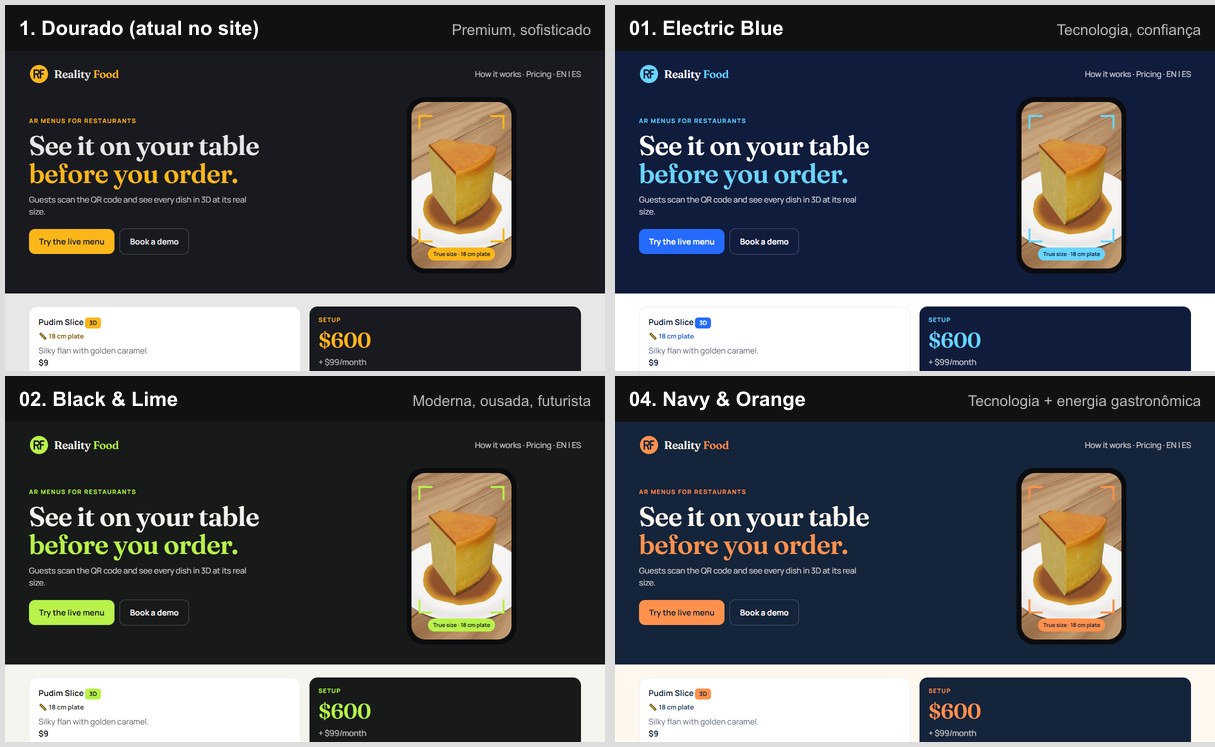 1. Dourado (atual no site)
Premium, sofisticado
RF Reality Food
How it works · Pricing · EN | ES
AR MENUS FOR RESTAURANTS
See it on your table
before you order.
Guests scan the QR code and see every dish in 3D at its real
size.
Try the live menu
Book a demo
True size · 18 cm plate
Pudim Slice 3D
📏 18 cm plate
Silky flan with golden caramel.
$9
SETUP
$600
+ $99/month
01. Electric Blue
Tecnologia, confiança
RF Reality Food
How it works · Pricing · EN | ES
AR MENUS FOR RESTAURANTS
See it on your table
before you order.
Guests scan the QR code and see every dish in 3D at its real
size.
Try the live menu
Book a demo
True size · 18 cm plate
Pudim Slice 3D
📏 18 cm plate
Silky flan with golden caramel.
$9
SETUP
$600
+ $99/month
02. Black & Lime
Moderna, ousada, futurista
RF Reality Food
How it works · Pricing · EN | ES
AR MENUS FOR RESTAURANTS
See it on your table
before you order.
Guests scan the QR code and see every dish in 3D at its real
size.
Try the live menu
Book a demo
True size · 18 cm plate
Pudim Slice 3D
📏 18 cm plate
Silky flan with golden caramel.
$9
SETUP
$600
+ $99/month
04. Navy & Orange
Tecnologia + energia gastronômica
RF Reality Food
How it works · Pricing · EN | ES
AR MENUS FOR RESTAURANTS
See it on your table
before you order.
Guests scan the QR code and see every dish in 3D at its real
size.
Try the live menu
Book a demo
True size · 18 cm plate
Pudim Slice 3D
📏 18 cm plate
Silky flan with golden caramel.
$9
SETUP
$600
+ $99/month